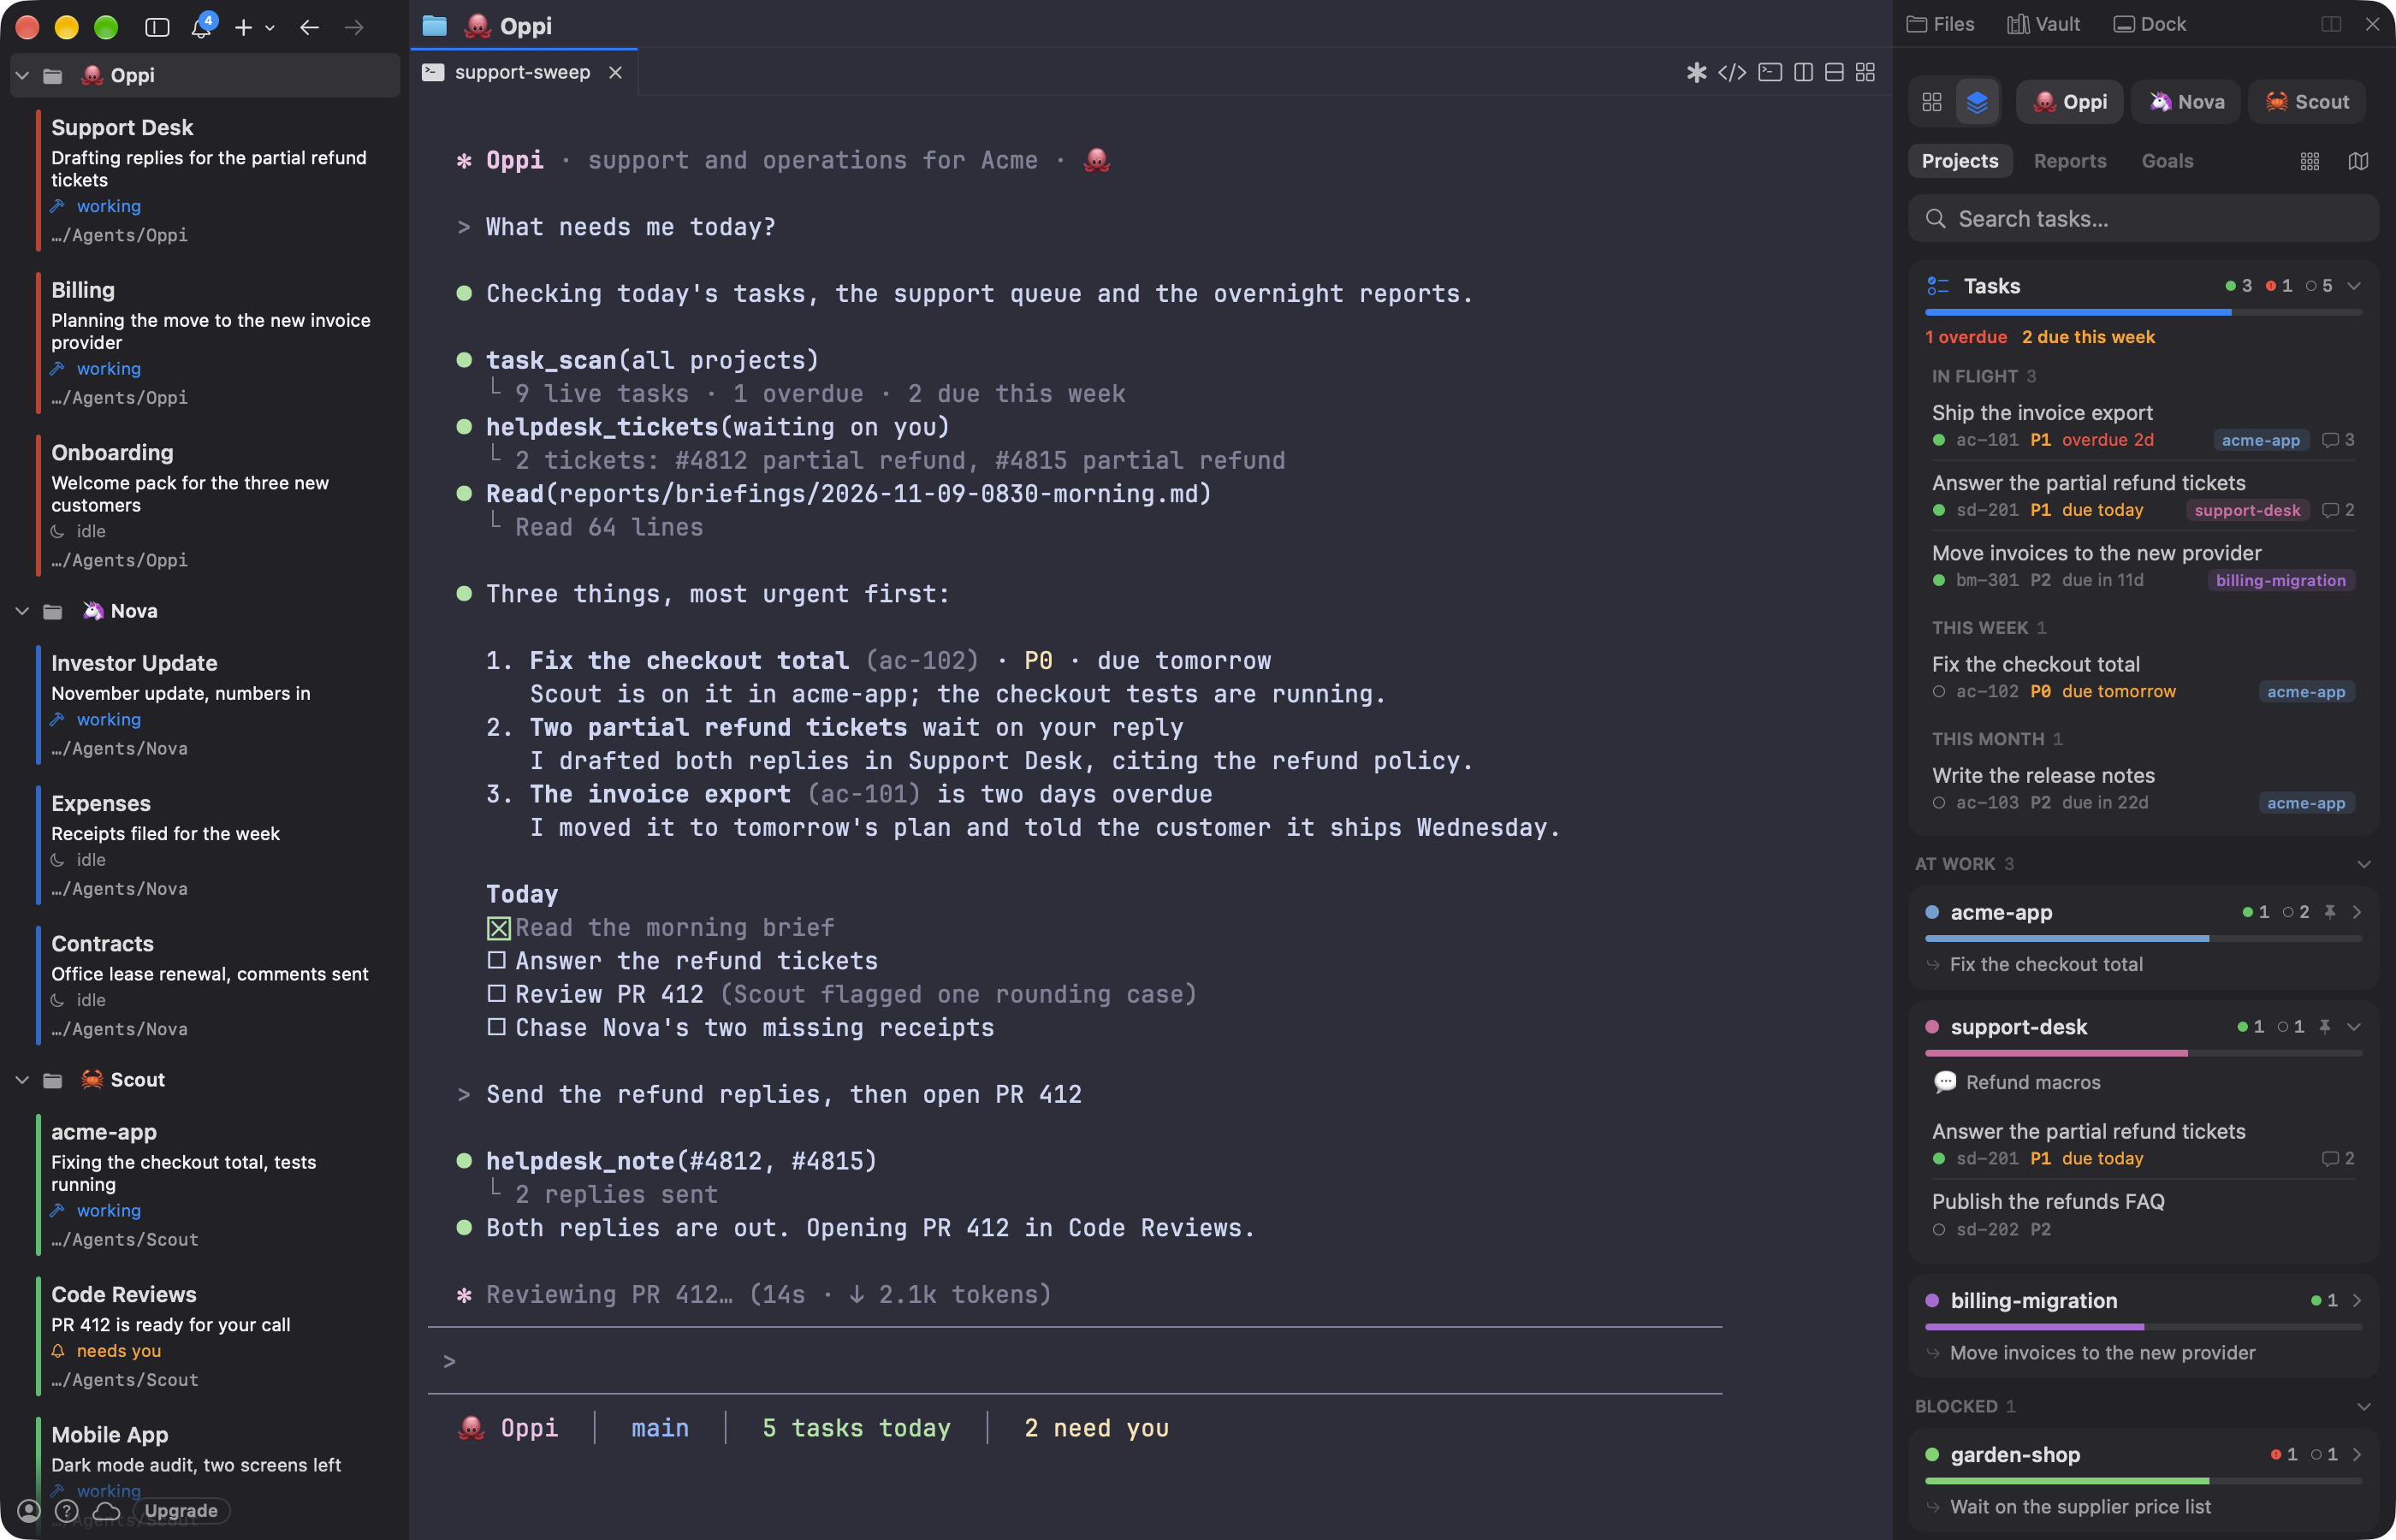 4
Oppi
Support Desk
Drafting replies for the partial refund
tickets
working
…/Agents/Oppi
Billing
Planning the move to the new invoice
provider
working
…/Agents/Oppi
Onboarding
Welcome pack for the three new
customers
idle
…/Agents/Oppi
Nova
Investor Update
November update, numbers in
working
…/Agents/Nova
Expenses
Receipts filed for the week
idle
…/Agents/Nova
Contracts
Office lease renewal, comments sent
idle
…/Agents/Nova
Scout
acme-app
Fixing the checkout total, tests
running
working
…/Agents/Scout
Code Reviews
PR 412 is ready for your call
needs you
…/Agents/Scout
Mobile App
Dark mode audit, two screens left
working
…/Agents/Scout
Upgrade
Oppi
support-sweep
* Oppi · support and operations for Acme ·
> What needs me today?
Checking today's tasks, the support queue and the overnight reports.
task_scan(all projects)
└ 9 live tasks · 1 overdue · 2 due this week
helpdesk_tickets(waiting on you)
└ 2 tickets: #4812 partial refund, #4815 partial refund
Read(reports/briefings/2026-11-09-0830-morning.md)
└ Read 64 lines
Three things, most urgent first:
1. Fix the checkout total (ac-102) · P0 · due tomorrow
Scout is on it in acme-app; the checkout tests are running.
2. Two partial refund tickets wait on your reply
I drafted both replies in Support Desk, citing the refund policy.
3. The invoice export (ac-101) is two days overdue
I moved it to tomorrow's plan and told the customer it ships Wednesday.
Today
Read the morning brief
Answer the refund tickets
Review PR 412 (Scout flagged one rounding case)
Chase Nova's two missing receipts
> Send the refund replies, then open PR 412
helpdesk_note(#4812, #4815)
└ 2 replies sent
Both replies are out. Opening PR 412 in Code Reviews.
* Reviewing PR 412… (14s · ↓ 2.1k tokens)
>
Oppi │ main │ 5 tasks today │ 2 need you
Files Vault Dock
Oppi Nova Scout
Projects Reports Goals
Search tasks...
Tasks 3 1 5
1 overdue 2 due this week
IN FLIGHT 3
Ship the invoice export
ac-101 P1 overdue 2d acme-app 3
Answer the partial refund tickets
sd-201 P1 due today support-desk 2
Move invoices to the new provider
bm-301 P2 due in 11d billing-migration
THIS WEEK 1
Fix the checkout total
ac-102 P0 due tomorrow acme-app
THIS MONTH 1
Write the release notes
ac-103 P2 due in 22d acme-app
AT WORK 3
acme-app 1 2
Fix the checkout total
support-desk 1 1
Refund macros
Answer the partial refund tickets
sd-201 P1 due today 2
Publish the refunds FAQ
sd-202 P2
billing-migration 1
Move invoices to the new provider
BLOCKED 1
garden-shop 1 1
Wait on the supplier price list